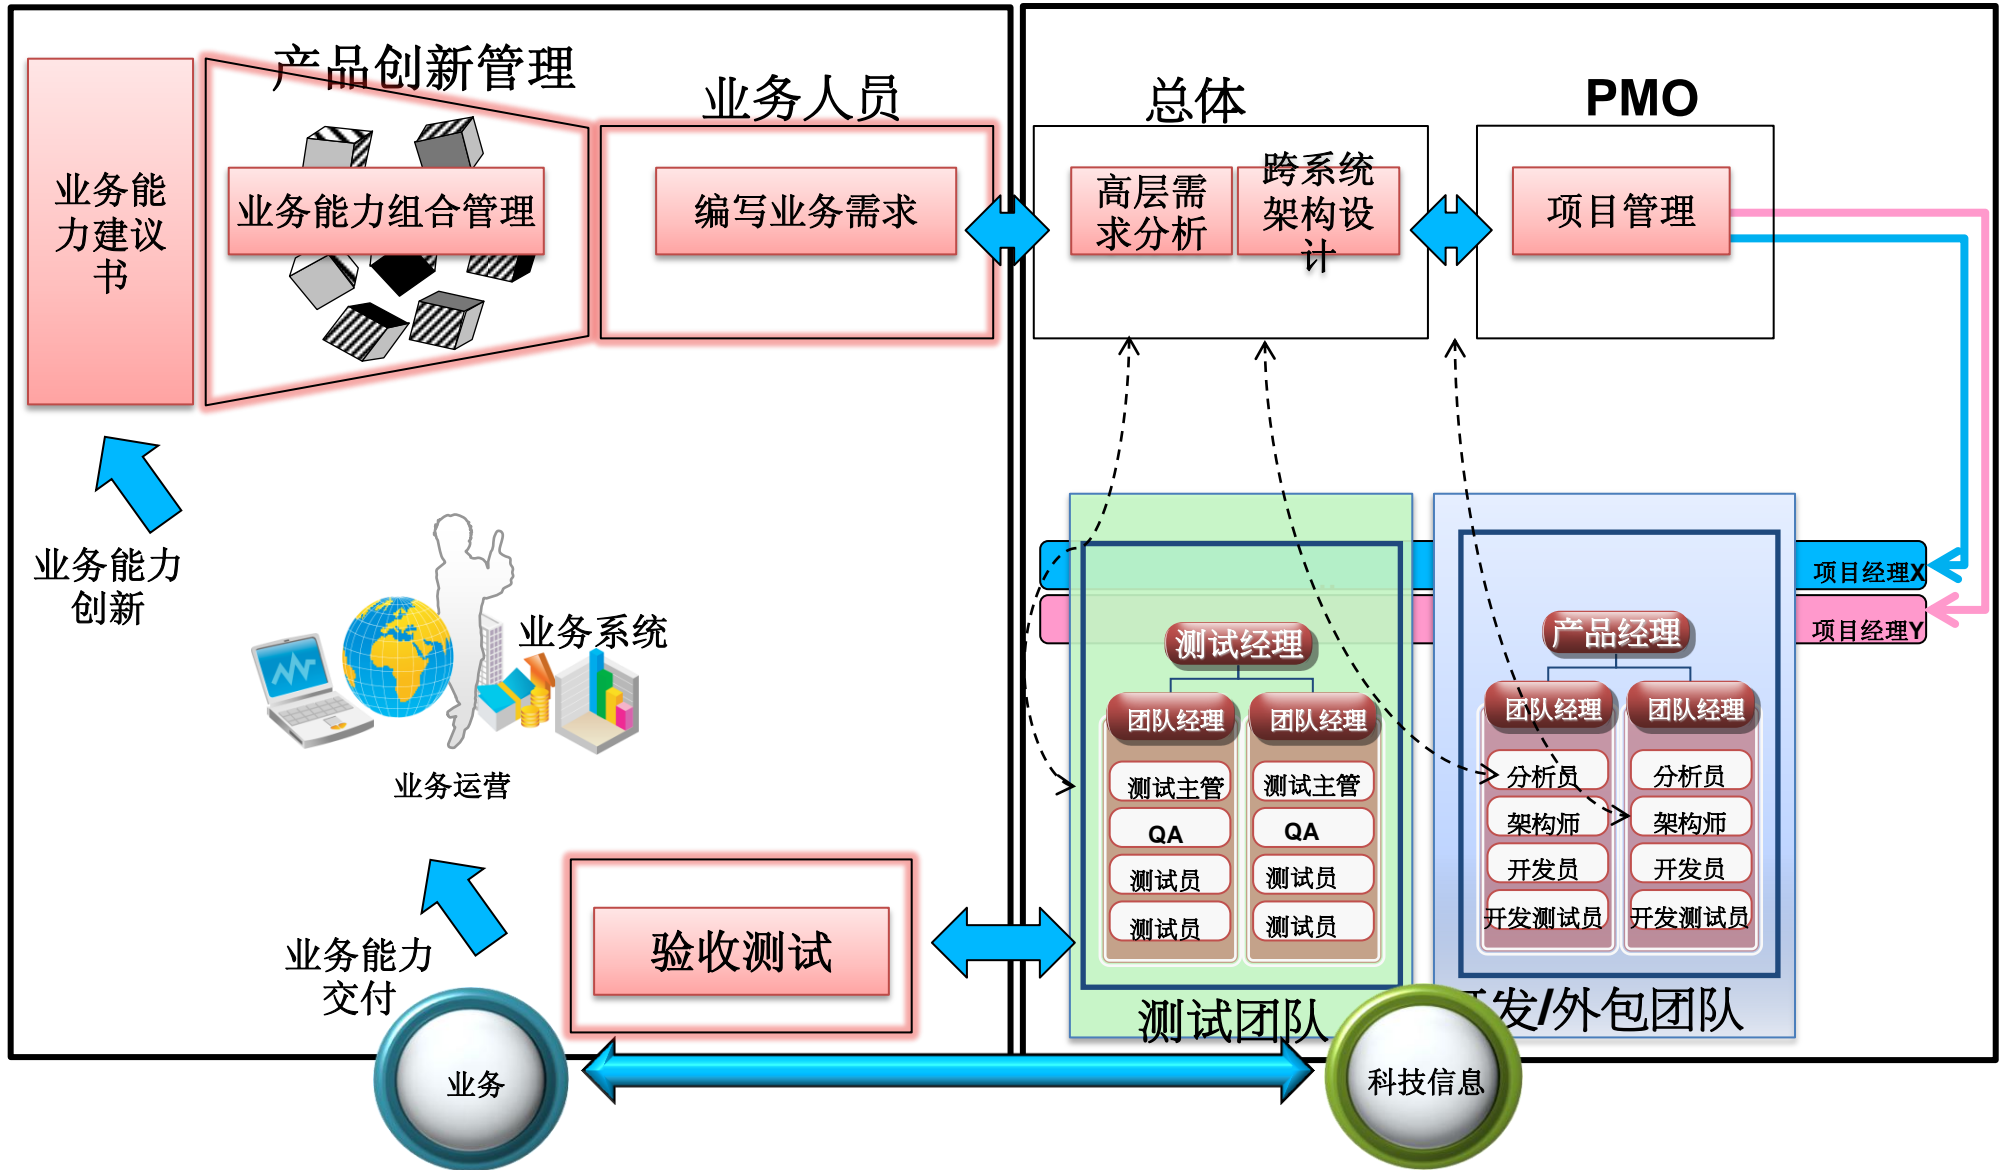 产品创新管理
业务人员
总体
PMO
业务能
力建议
书
业务能力组合管理
编写业务需求
高层需
求分析
跨系统
架构设
计
项目管理
业务能力
创新
业务系统
业务运营
业务能力
交付
验收测试
项目经理X
项目经理Y
测试经理
团队经理
团队经理
测试主管
测试主管
QA
QA
测试员
测试员
测试员
测试员
测试团队
产品经理
团队经理
团队经理
分析员
分析员
架构师
架构师
开发员
开发员
开发测试员
开发测试员
发/外包团队
业务
科技信息